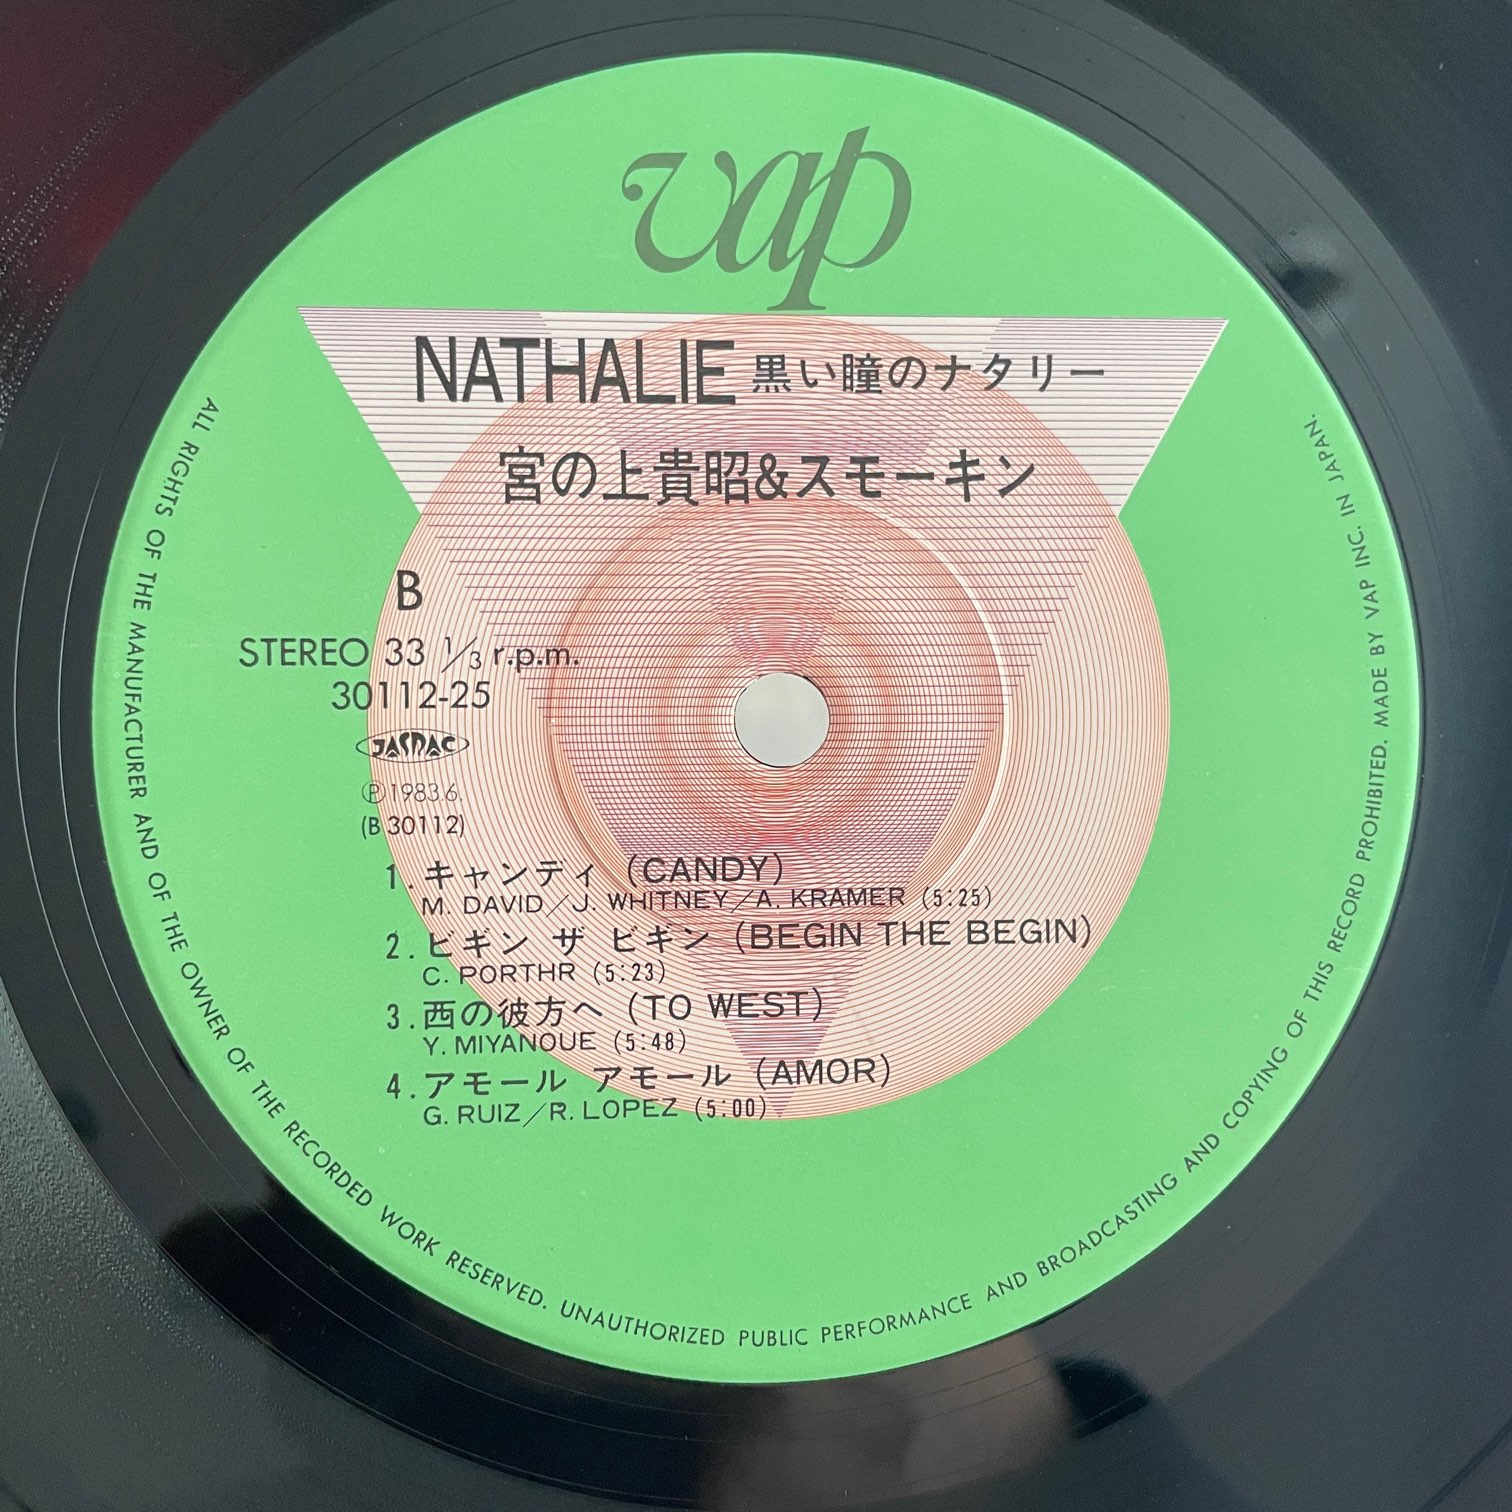 vap
NATHALIE 黒い瞳のナタリー
宮の上貴昭&スモーキン
B
STEREO 33 1/3 r.p.m.
30112-25
JASRAC
Ⓟ1983.6.
(B 30112)
1. キャンディ (CANDY)
M. DAVID/J. WHITNEY/A. KRAMER (5:25)
2. ビギン ザ ビギン (BEGIN THE BEGIN)
C. PORTHR (5:23)
3. 西の彼方へ (TO WEST)
Y. MIYANOUE (5:48)
4. アモール アモール (AMOR)
G. RUIZ/R. LOPEZ (5:00)
ALL RIGHTS OF THE MANUFACTURER AND OF THE OWNER OF THE RECORDED WORK RESERVED. UNAUTHORIZED PUBLIC PERFORMANCE AND BROADCASTING AND COPYING OF THIS RECORD PROHIBITED. MADE BY VAP INC. IN JAPAN.